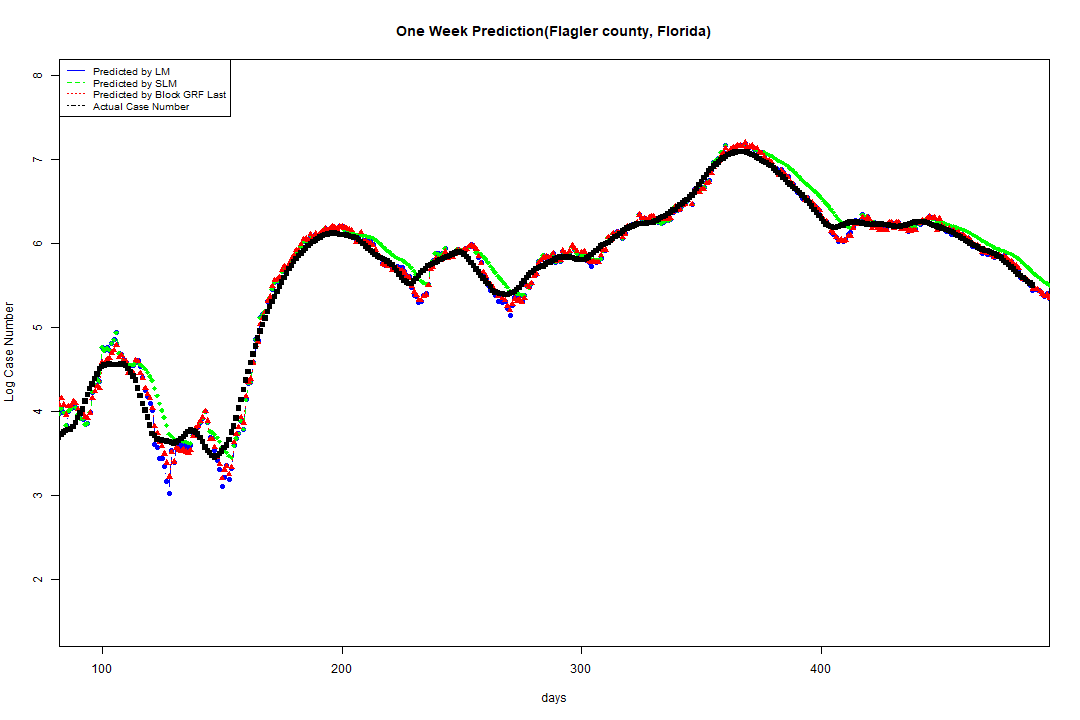 One Week Prediction(Flagler county, Florida)
Predicted by LM
Predicted by SLM
Predicted by Block GRF Last
Actual Case Number
8
7
6
5
4
3
2
Log Case Number
100 200 300 400
days